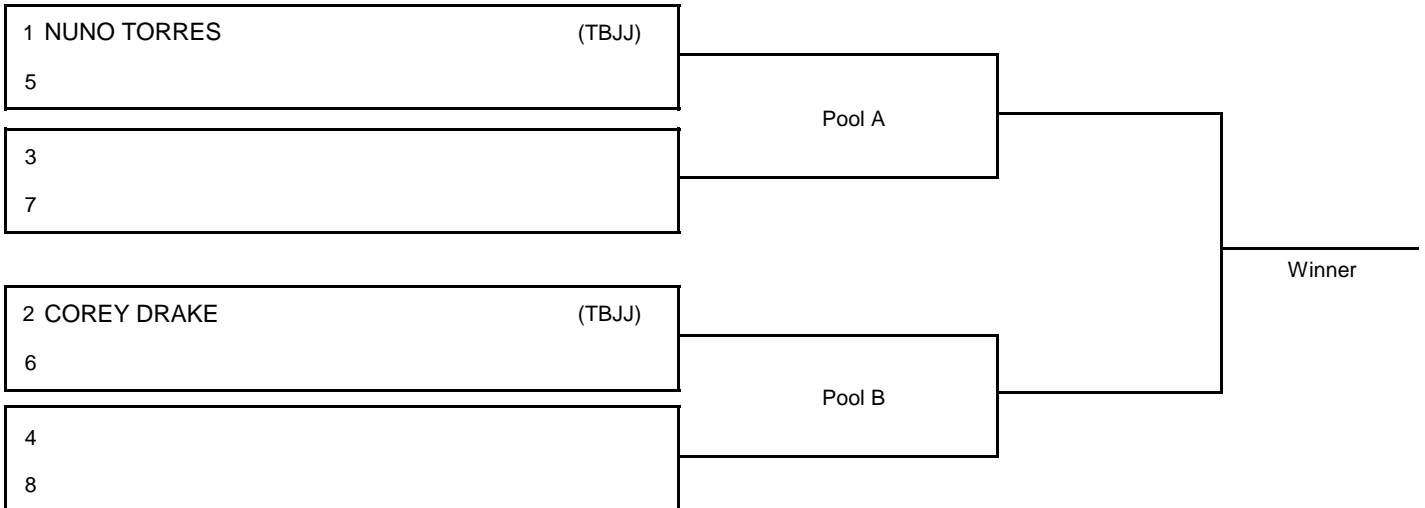 1 NUNO TORRES (TBJJ)
5
Pool A
3
7
Winner
2 COREY DRAKE (TBJJ)
6
Pool B
4
8